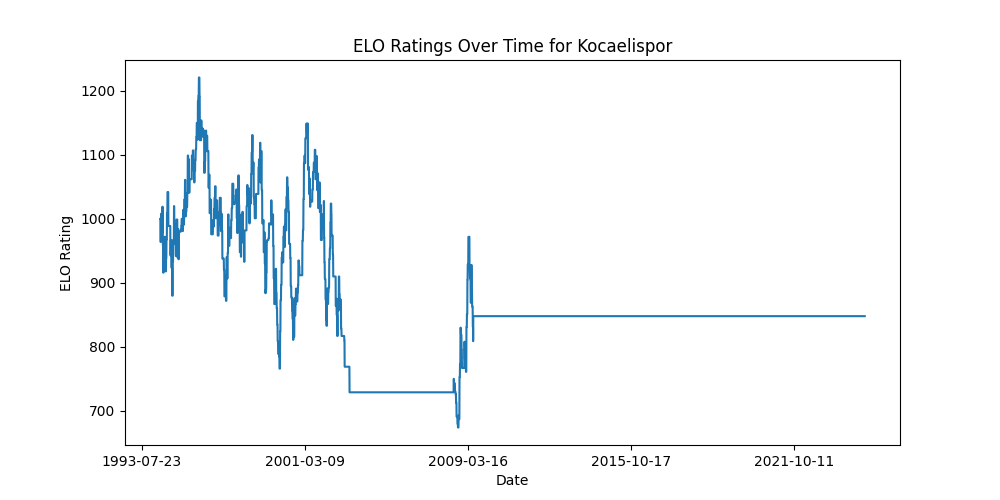 ELO Ratings Over Time for Kocaelispor
ELO Rating
1200
1100
1000
900
800
700
1993-07-23 2001-03-09 2009-03-16 2015-10-17 2021-10-11
Date